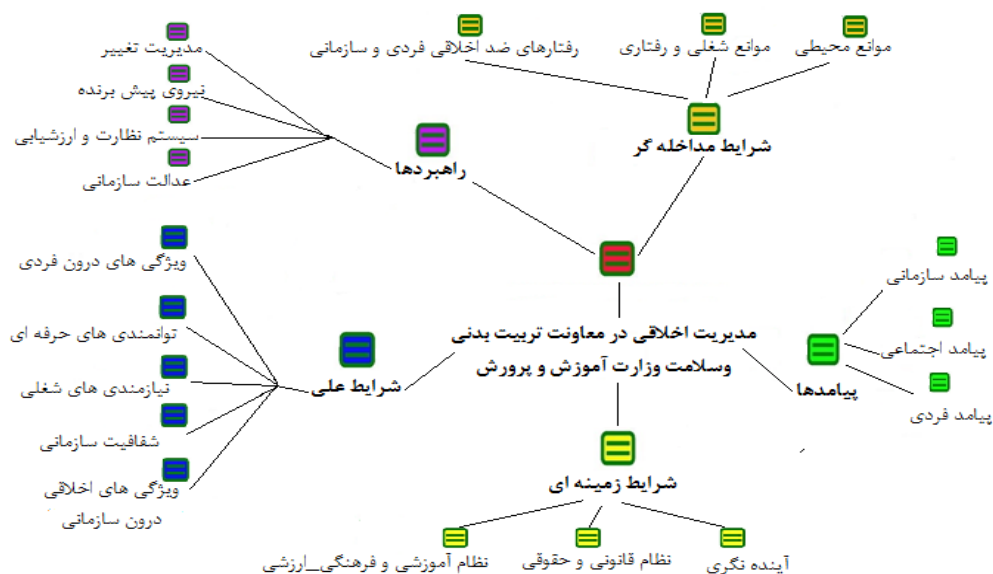 رفتارهای ضد اخلاقی فردی و سازمانی
موانع شغلی و رفتاری
موانع محیطی
شرایط مداخله گر
مدیریت تغییر
نیروی پیش برنده
سیستم نظارت و ارزشیابی
عدالت سازمانی
راهبردها
ویژگی های درون فردی
توانمندی های حرفه ای
نیازمندی های شغلی
شفافیت سازمانی
ویژگی های اخلاقی
درون سازمانی
شرایط علی
مدیریت اخلاقی در معاونت تربیت بدنی
وسلامت وزارت آموزش و پرورش
پیامد سازمانی
پیامد اجتماعی
پیامد فردی
پیامدها
شرایط زمینه ای
آینده نگری
نظام قانونی و حقوقی
نظام آموزشی و فرهنگی_ارزشی